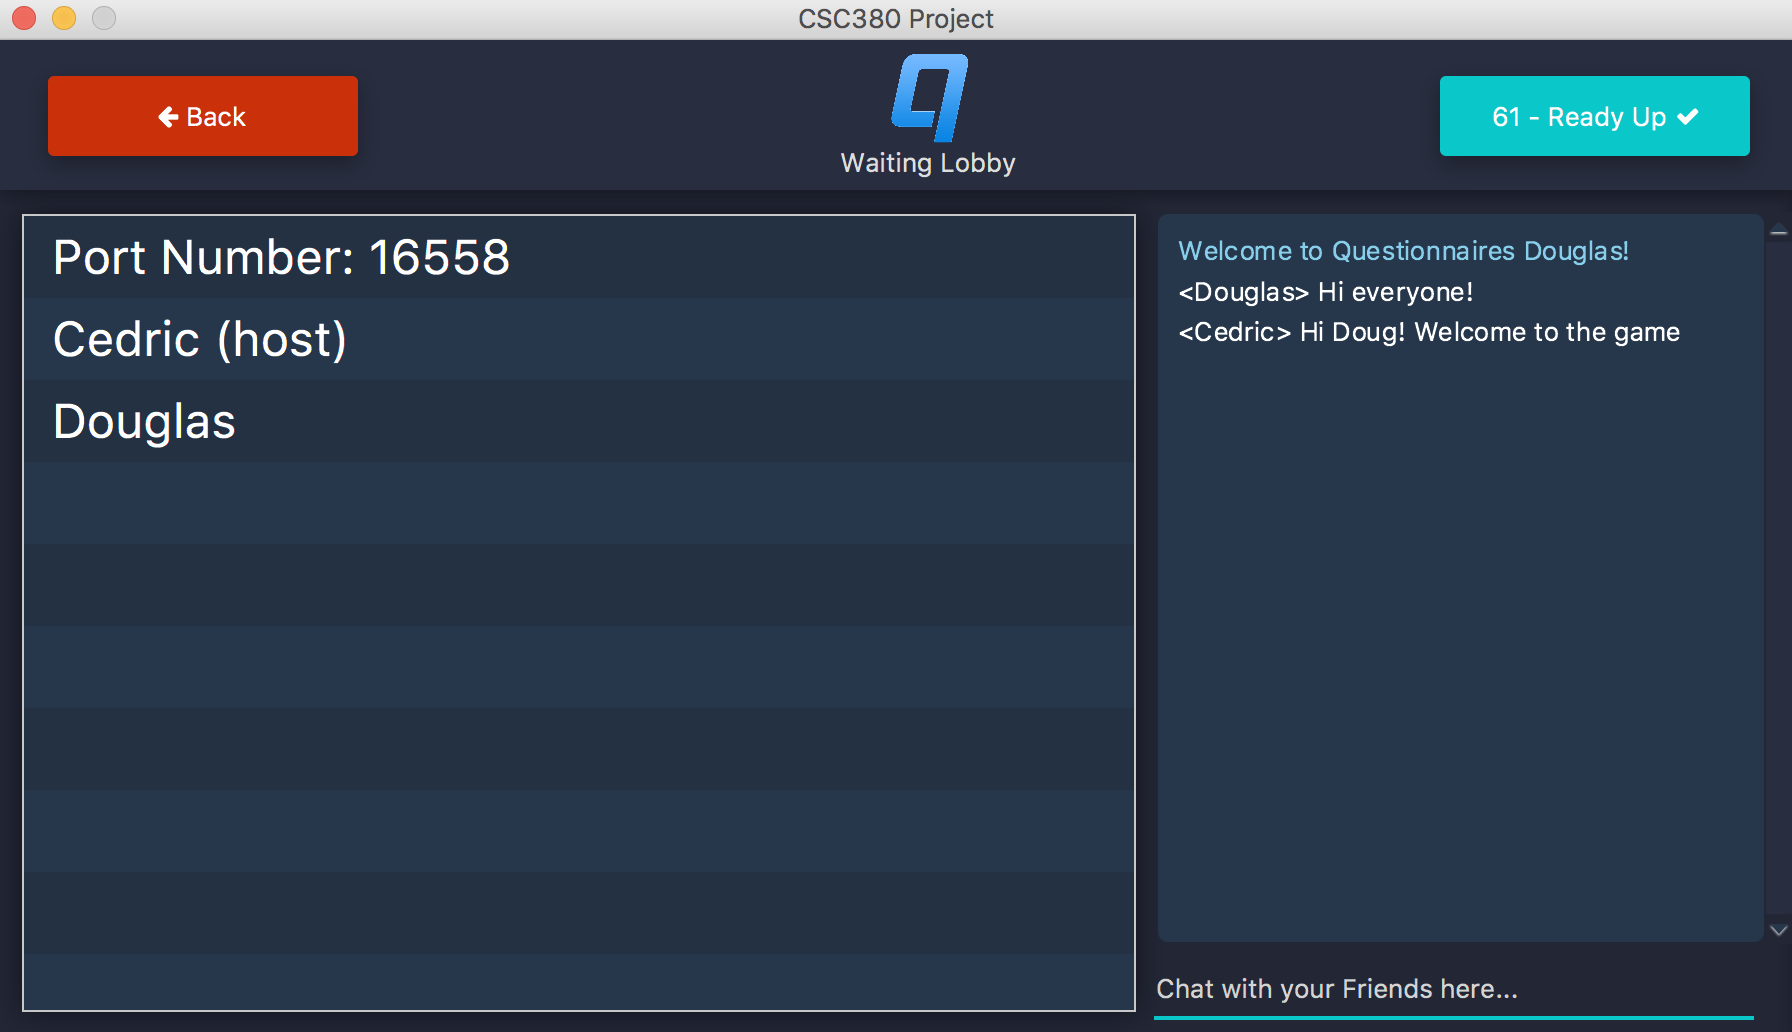 CSC380 Project
Back
Waiting Lobby
61 - Ready Up
Port Number: 16558
Cedric (host)
Douglas
Welcome to Questionnaires Douglas!
<Douglas> Hi everyone!
<Cedric> Hi Doug! Welcome to the game
Chat with your Friends here...